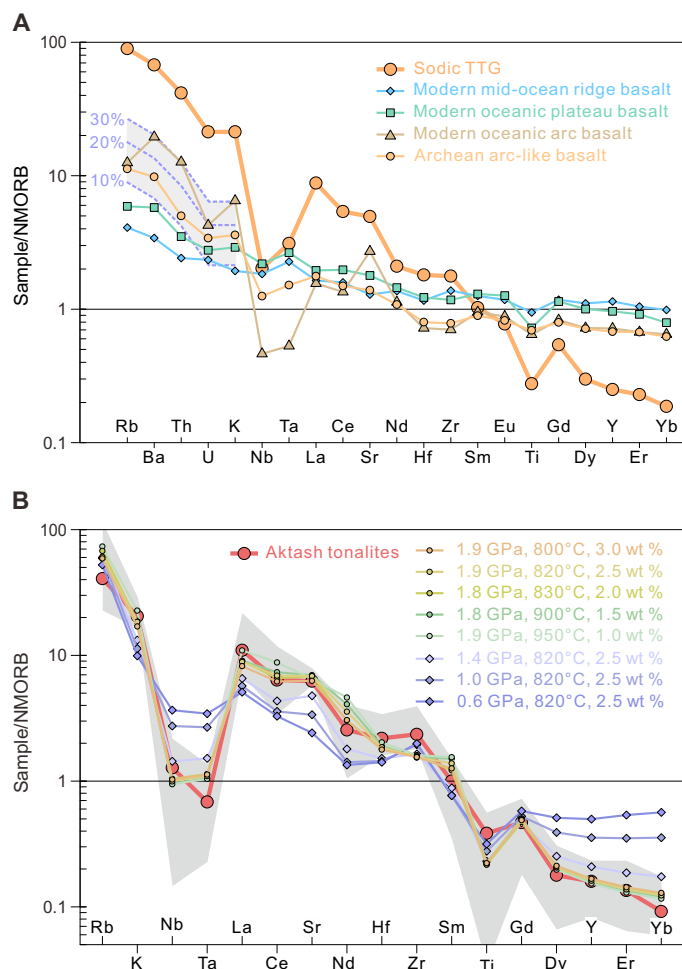 A
100
10
1
0.1
Sample/NMORB
30%
20%
10%
Sodic TTG
Modern mid-ocean ridge basalt
Modern oceanic plateau basalt
Modern oceanic arc basalt
Archean arc-like basalt
Rb Th K Ta Ce Nd Zr Eu Gd Y Yb
Ba U Nb La Sr Hf Sm Ti Dy Er
B
100
10
1
0.1
Sample/NMORB
Aktash tonalites
1.9 GPa, 800°C, 3.0 wt %
1.9 GPa, 820°C, 2.5 wt %
1.8 GPa, 830°C, 2.0 wt %
1.8 GPa, 900°C, 1.5 wt %
1.9 GPa, 950°C, 1.0 wt %
1.4 GPa, 820°C, 2.5 wt %
1.0 GPa, 820°C, 2.5 wt %
0.6 GPa, 820°C, 2.5 wt %
Rb Nb La Sr Hf Sm Gd Y Yb
K Ta Ce Nd Zr Ti Dy Er